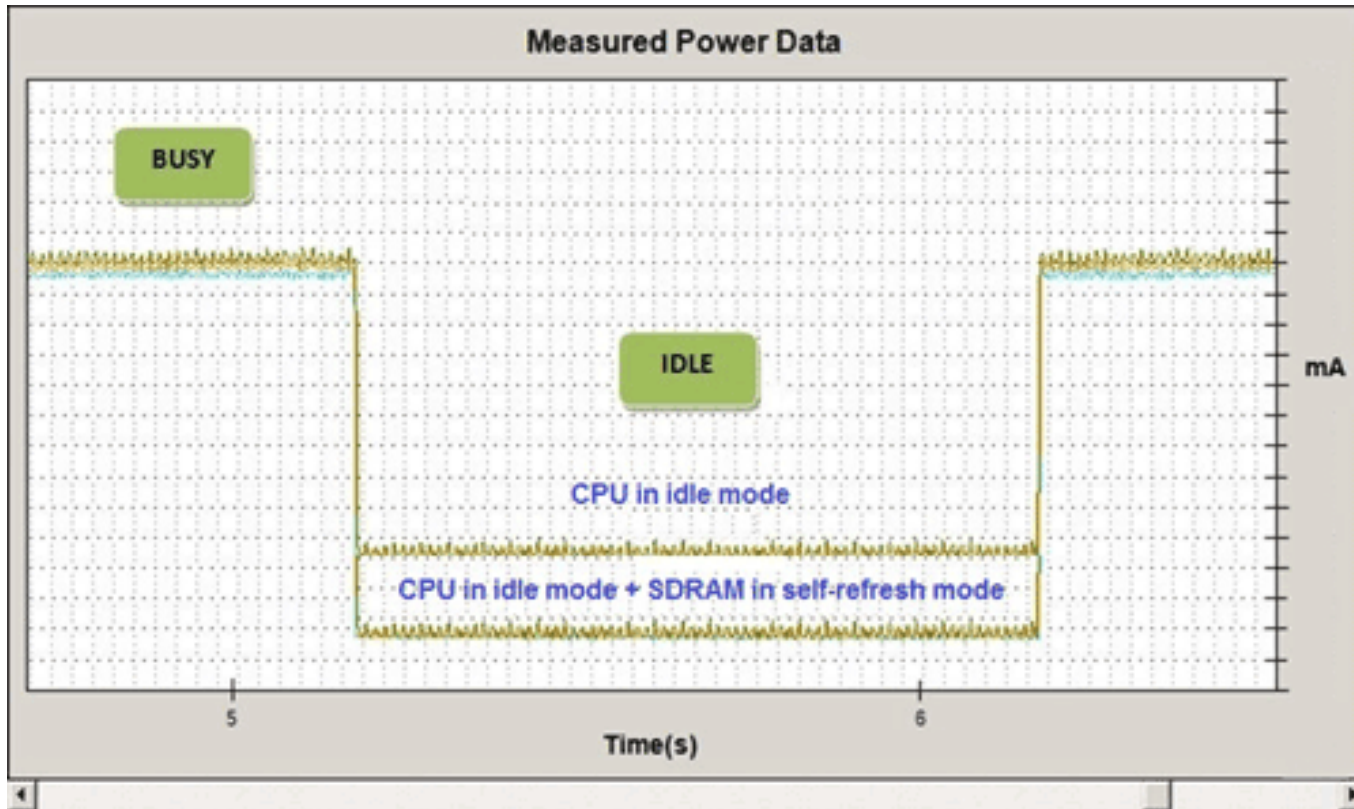 Measured Power Data
BUSY
IDLE
mA
CPU in idle mode
CPU in idle mode + SDRAM in self-refresh mode
5
6
Time(s)